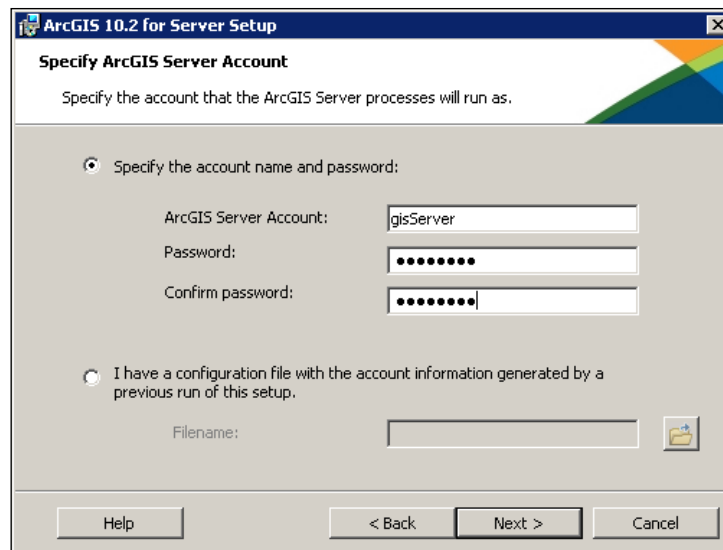 ArcGIS 10.2 for Server Setup
Specify ArcGIS Server Account
Specify the account that the ArcGIS Server processes will run as.
Specify the account name and password:
ArcGIS Server Account:
gisServer
Password:
●●●●●●●●
Confirm password:
●●●●●●●●
I have a configuration file with the account information generated by a
previous run of this setup.
Filename:
Help
< Back
Next >
Cancel